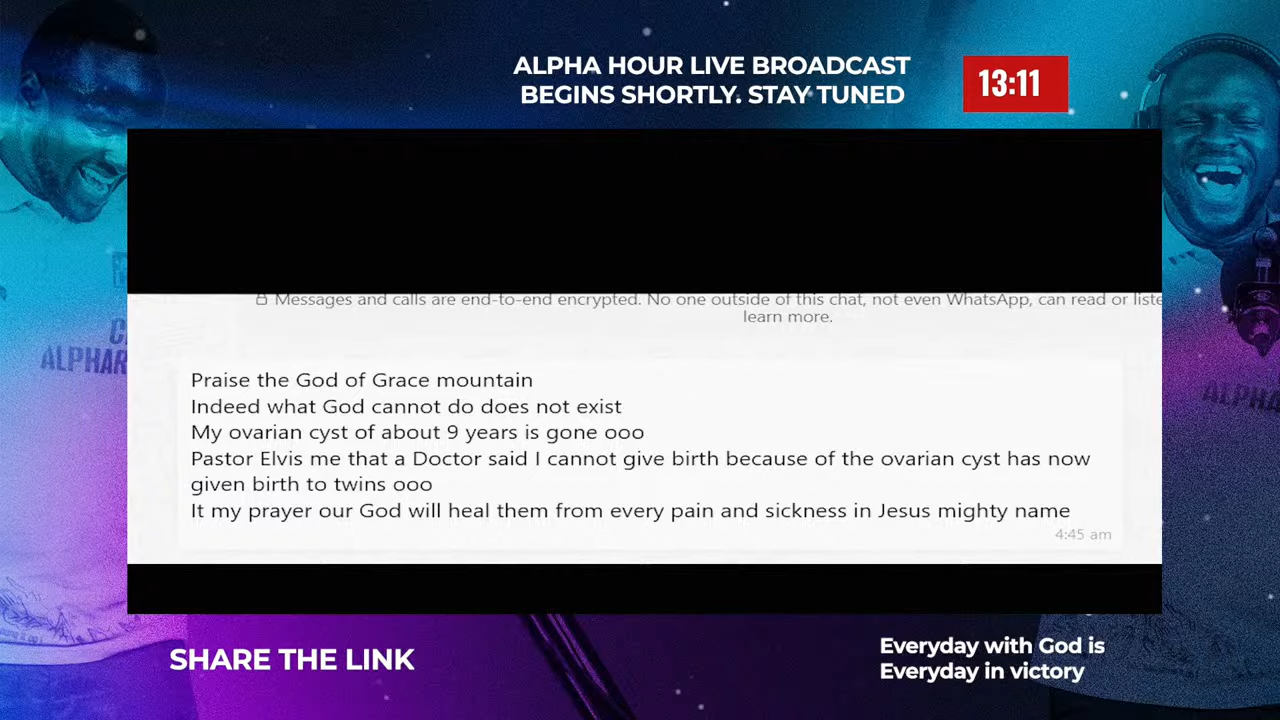 ALPHA HOUR LIVE BROADCAST
BEGINS SHORTLY. STAY TUNED
13:11
Messages and calls are end-to-end encrypted. No one outside of this chat, not even WhatsApp, can read or liste
learn more.
Praise the God of Grace mountain
Indeed what God cannot do does not exist
My ovarian cyst of about 9 years is gone ooo
Pastor Elvis me that a Doctor said I cannot give birth because of the ovarian cyst has now
given birth to twins ooo
It my prayer our God will heal them from every pain and sickness in Jesus mighty name
4:45 am
ALPHAR
ALPHA
SHARE THE LINK
Everyday with God is
Everyday in victory